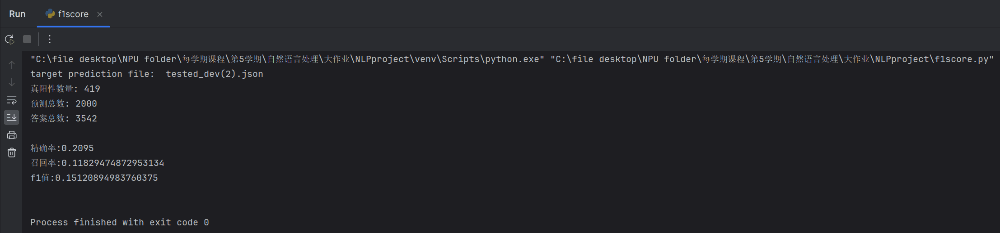 Run f1score
"C:\file desktop\NPU folder\每学期课程\第5学期\自然语言处理\大作业\NLPproject\venv\Scripts\python.exe" "C:\file desktop\NPU folder\每学期课程\第5学期\自然语言处理\大作业\NLPproject\f1score.py"
target prediction file:  tested_dev(2).json
真阳性数量: 419
预测总数: 2000
答案总数: 3542
精确率:0.2095
召回率:0.11829474872953134
f1值:0.15120894983760375
Process finished with exit code 0